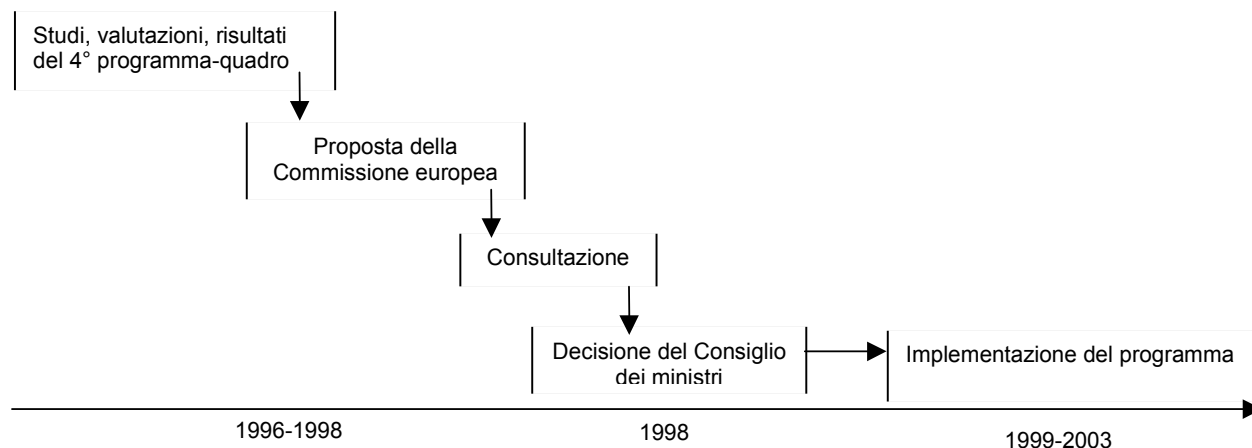 Studi, valutazioni, risultati
del 4° programma-quadro
Proposta della
Commissione europea
Consultazione
Decisione del Consiglio
dei ministri
Implementazione del programma
1996-1998
1998
1999-2003